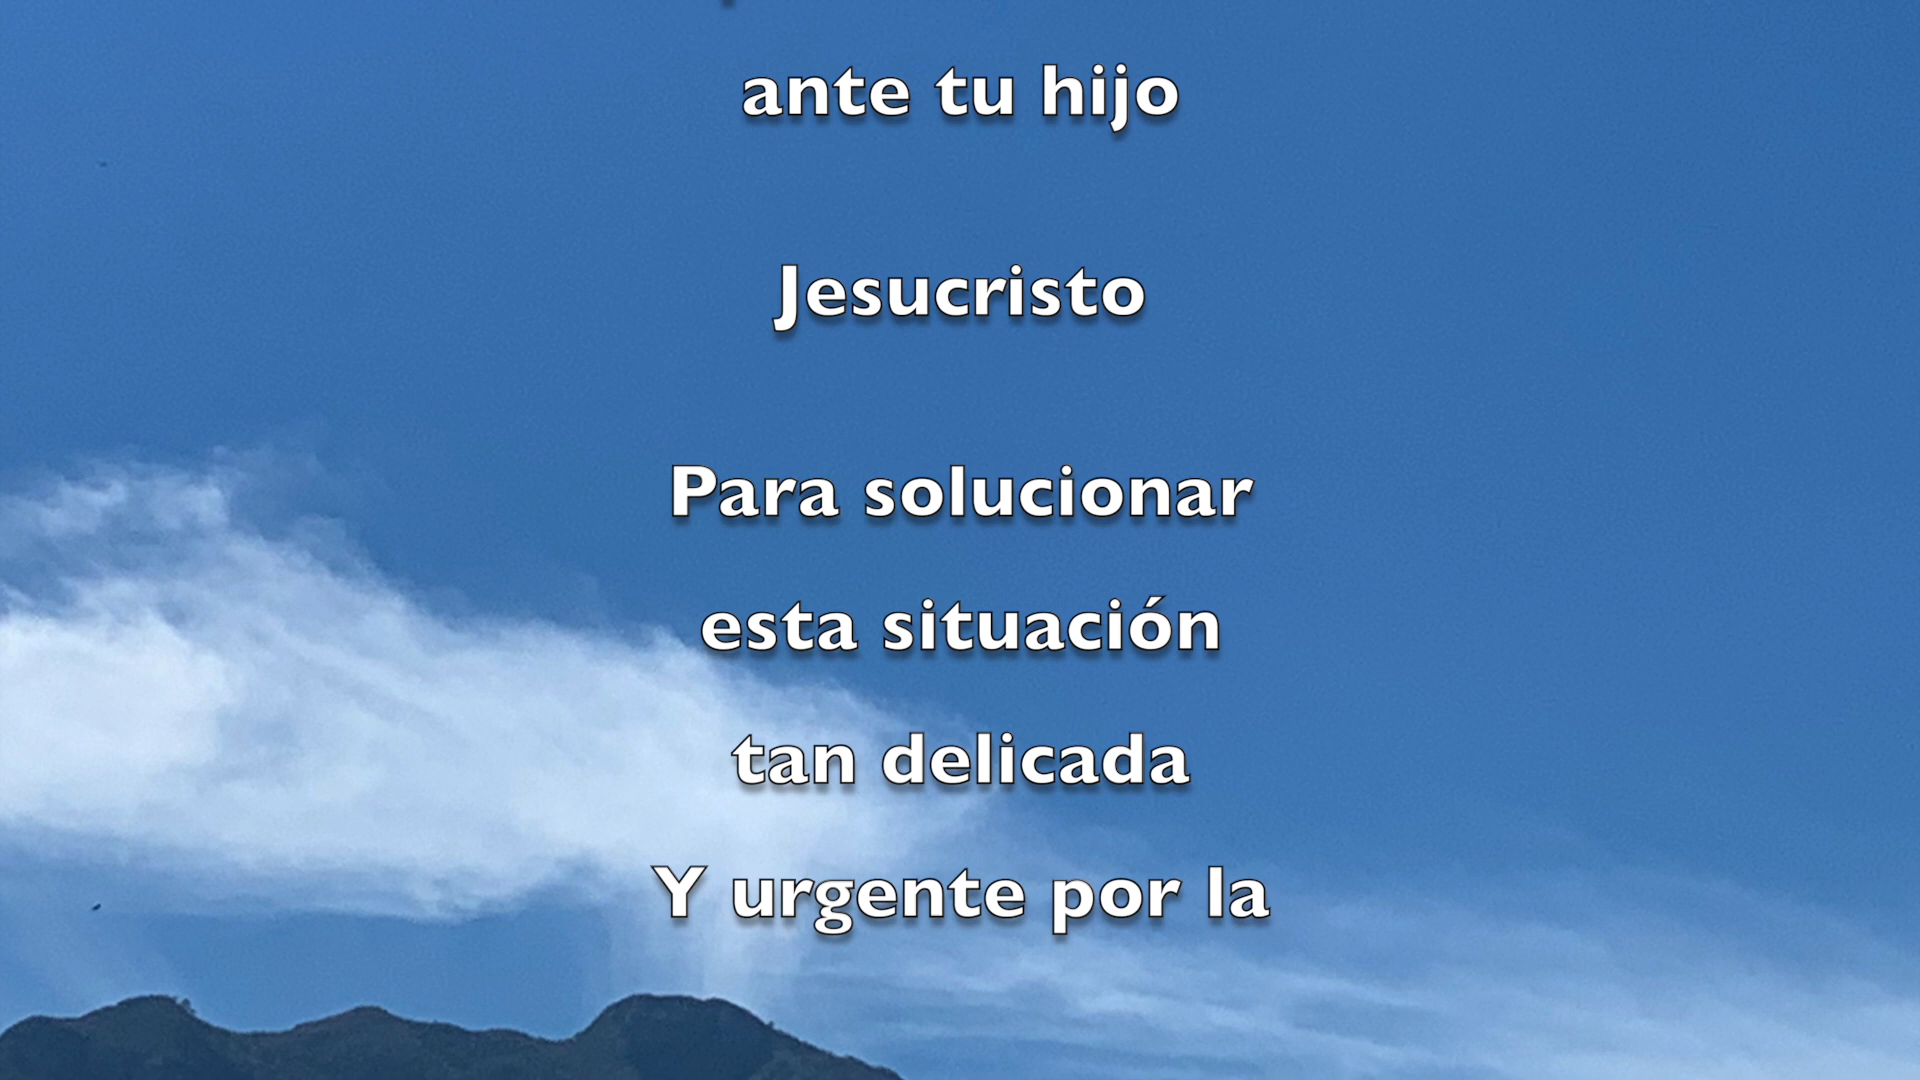 ante tu hijo
Jesucristo
Para solucionar
esta situación
tan delicada
Y urgente por la